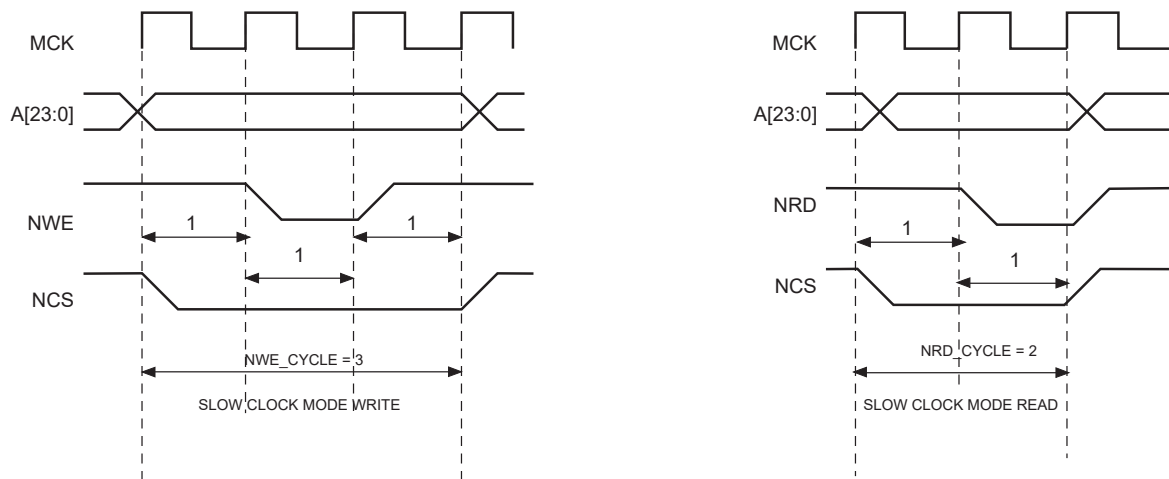 MCK
A[23:0]
NWE
1
1
1
NCS
NWE_CYCLE = 3
SLOW CLOCK MODE WRITE
MCK
A[23:0]
NRD
1
1
NCS
NRD_CYCLE = 2
SLOW CLOCK MODE READ